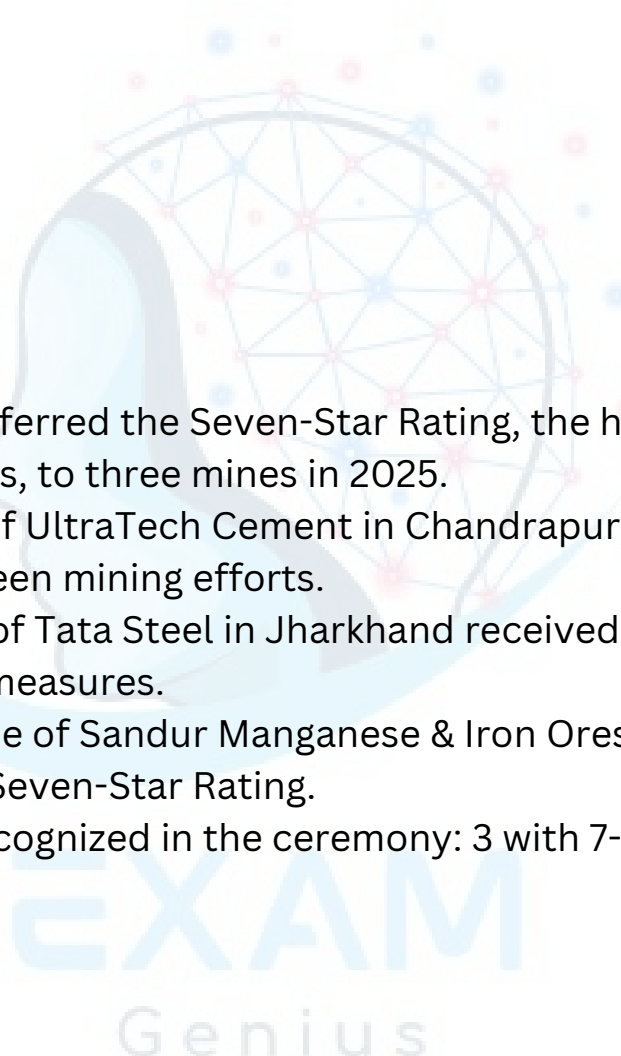 ferred the Seven-Star Rating, the h
s, to three mines in 2025.
f UltraTech Cement in Chandrapur
een mining efforts.
of Tata Steel in Jharkhand received
measures.
e of Sandur Manganese & Iron Ores
Seven-Star Rating.
cognized in the ceremony: 3 with 7-
EXAM
Genius